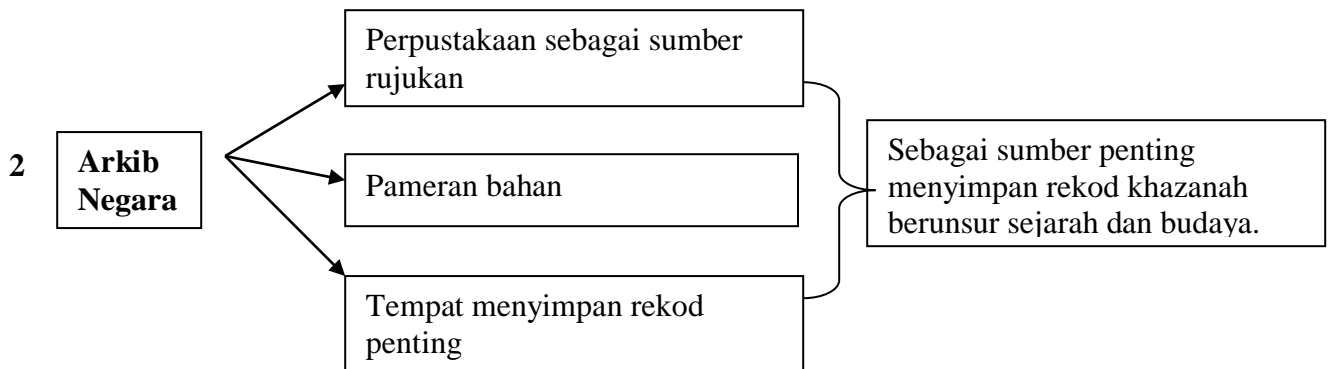 Perpustakaan sebagai sumber
rujukan
2
Arkib
Negara
Pameran bahan
Tempat menyimpan rekod
penting
Sebagai sumber penting
menyimpan rekod khazanah
berunsur sejarah dan budaya.